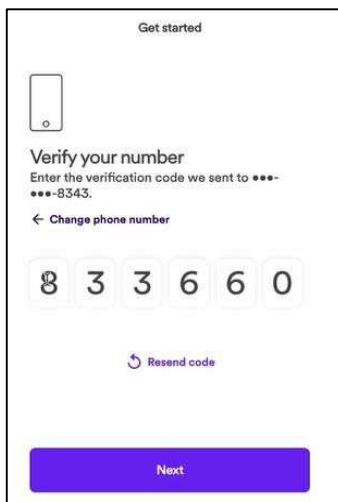 Get started
Verify your number
Enter the verification code we sent to •••-
•••-8343.
← Change phone number
8 3 3 6 6 0
Resend code
Next